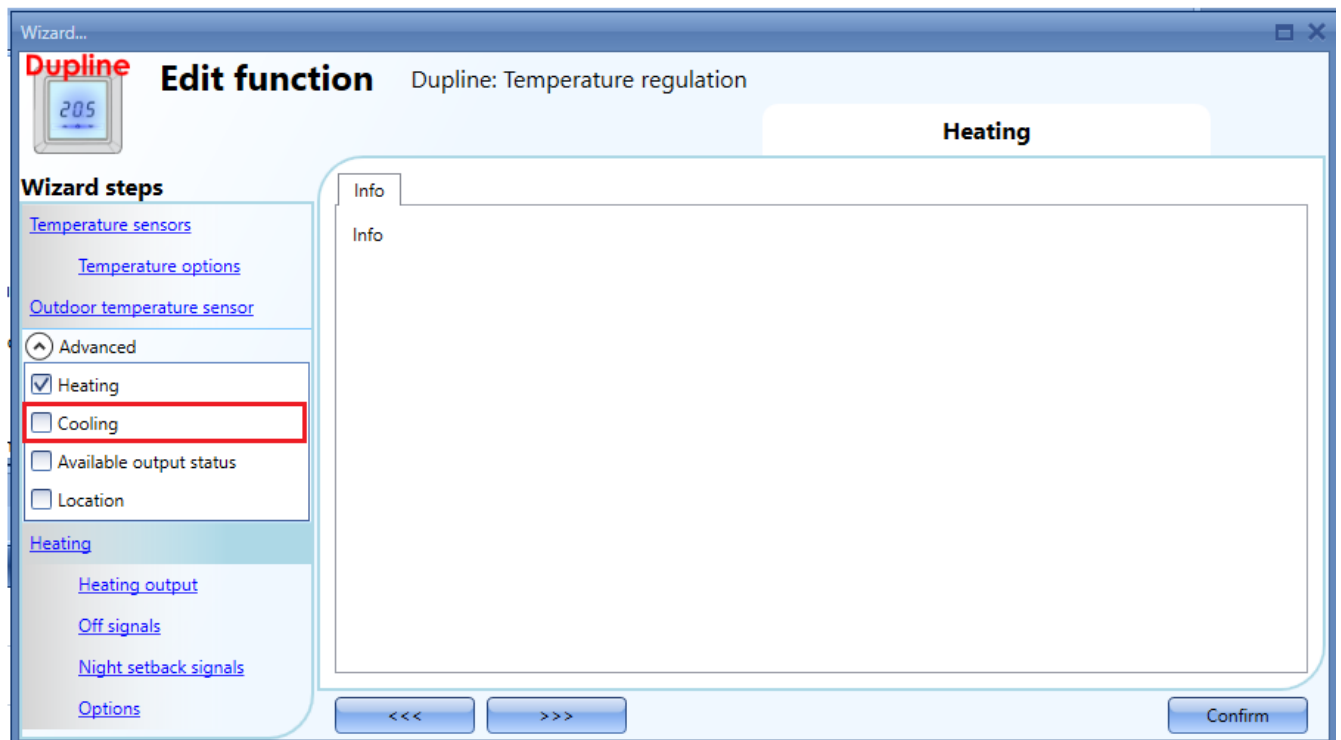 Wizard...
Dupline
205
Edit function
Dupline: Temperature regulation
Heating
Wizard steps
Temperature sensors
Temperature options
Outdoor temperature sensor
Advanced
Heating
Cooling
Available output status
Location
Heating
Heating output
Off signals
Night setback signals
Options
Info
Info
<<<
>>>
Confirm